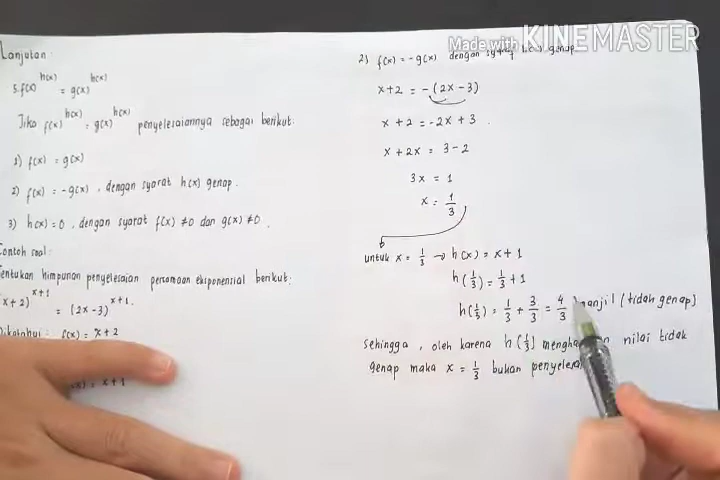 Lanjutan:
5. f(x)^h(x) = g(x)^h(x)
Jika f(x)^h(x) = g(x)^h(x) penyelesaiannya sebagai berikut:
1) f(x) = g(x)
2) f(x) = -g(x), dengan syarat h(x) genap.
3) h(x) = 0, dengan syarat f(x) ≠ 0 dan g(x) ≠ 0.
Contoh soal:
Tentukan himpunan penyelesaian persamaan eksponensial berikut:
(x+2)^x+1 = (2x-3)^x+1.
Diketahui: f(x) = x+2
= x+1
2) f(x) = -g(x) dengan syarat h(x) genap
x+2 = -(2x-3)
x+2 = -2x+3.
x+2x = 3-2
3x = 1
x = 1/3
untuk x = 1/3 → h(x) = x+1
h(1/3) = 1/3 + 1
h(1/3) = 1/3 + 3/3 = 4/3 ganjil (tidak genap)
Sehingga, oleh karena h(1/3) nilai tidak
genap maka x = 1/3 bukan
Made with KINEMASTER